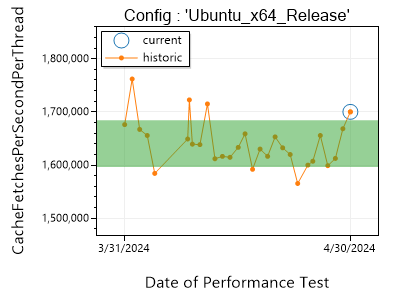 Config : 'Ubuntu_x64_Release'
current
historic
CacheFetchesPerSecondPerThread
1,800,000
1,700,000
1,600,000
1,500,000
3/31/2024
4/30/2024
Date of Performance Test